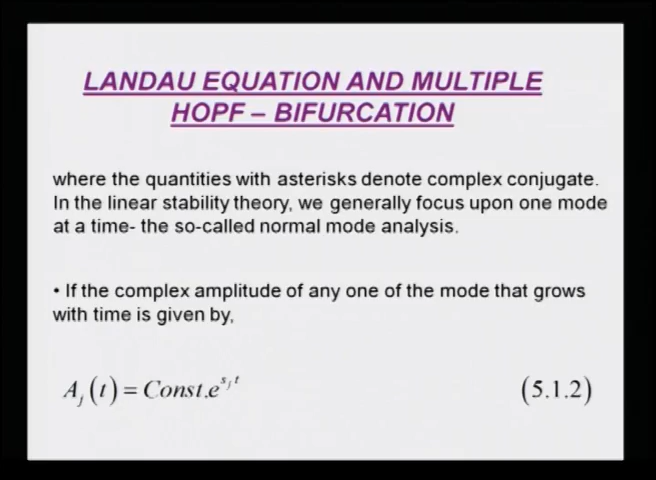 LANDAU EQUATION AND MULTIPLE
HOPF – BIFURCATION
where the quantities with asterisks denote complex conjugate.
In the linear stability theory, we generally focus upon one mode
at a time- the so-called normal mode analysis.
• If the complex amplitude of any one of the mode that grows
with time is given by,
A_j (t) = Const.e^{s_j t} (5.1.2)